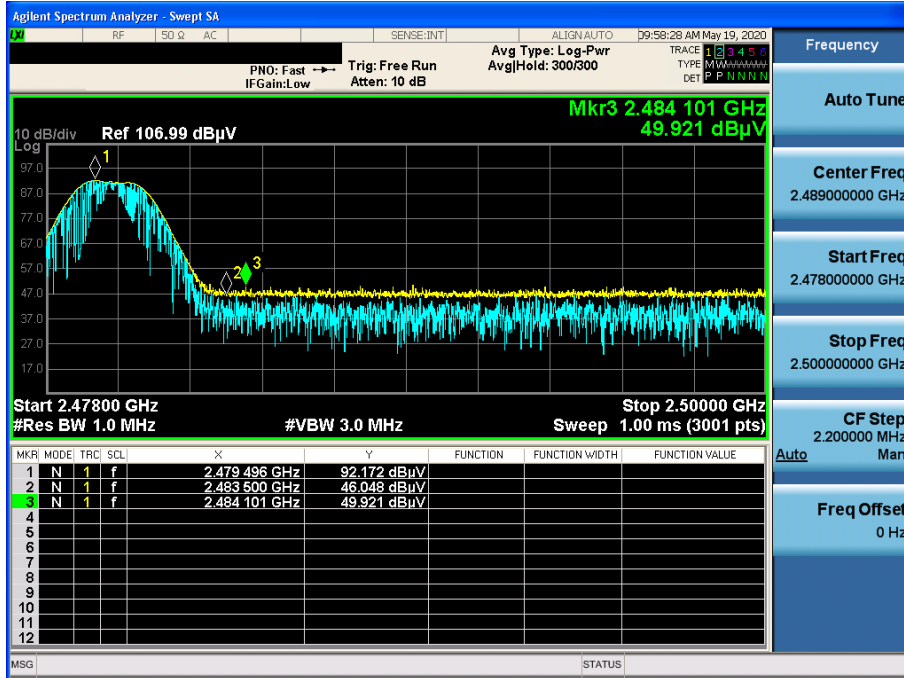 Agilent Spectrum Analyzer - Swept SA
LXI RF 50 Ω AC SENSE:INT ALIGN AUTO 09:58:28 AM May 19, 2020
PNO: Fast Trig: Free Run Avg Type: Log-Pwr TRACE 1 2 3 4 5 6
IFGain:Low Atten: 10 dB Avg|Hold: 300/300 TYPE M W W W W W
DET P P N N N N
Mkr3 2.484 101 GHz
49.921 dBµV
10 dB/div Ref 106.99 dBµV
Log
97.0
87.0
77.0
67.0
57.0
47.0
37.0
27.0
17.0
1
2
3
Start 2.47800 GHz Stop 2.50000 GHz
#Res BW 1.0 MHz #VBW 3.0 MHz Sweep 1.00 ms (3001 pts)
MKR MODE TRC SCL X Y FUNCTION FUNCTION WIDTH FUNCTION VALUE
1 N 1 f 2.479 496 GHz 92.172 dBµV
2 N 1 f 2.483 500 GHz 46.048 dBµV
3 N 1 f 2.484 101 GHz 49.921 dBµV
4
5
6
7
8
9
10
11
12
MSG STATUS
Frequency
Auto Tune
Center Freq
2.489000000 GHz
Start Freq
2.478000000 GHz
Stop Freq
2.500000000 GHz
CF Step
2.200000 MHz
Auto Man
Freq Offset
0 Hz